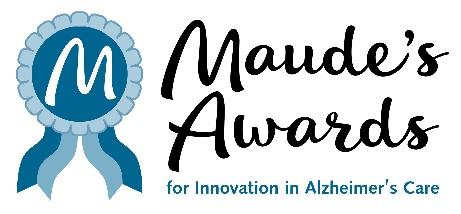 M
Maude's
Awards
for Innovation in Alzheimer's Care